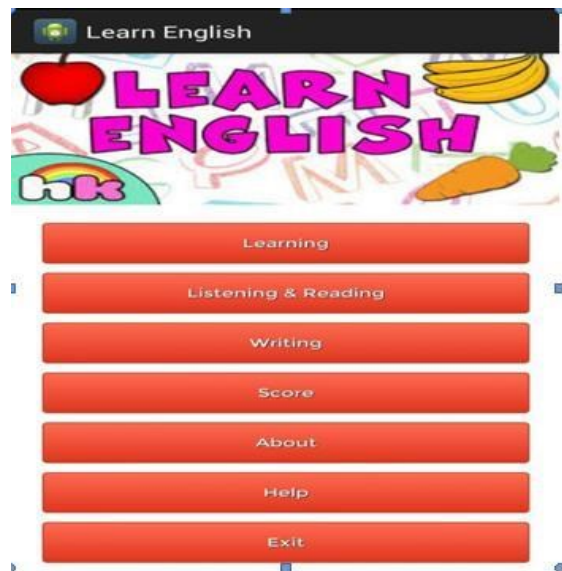 Learn English
LEARN
ENGLISH
hk
Learning
Listening & Reading
Writing
Score
About
Help
Exit